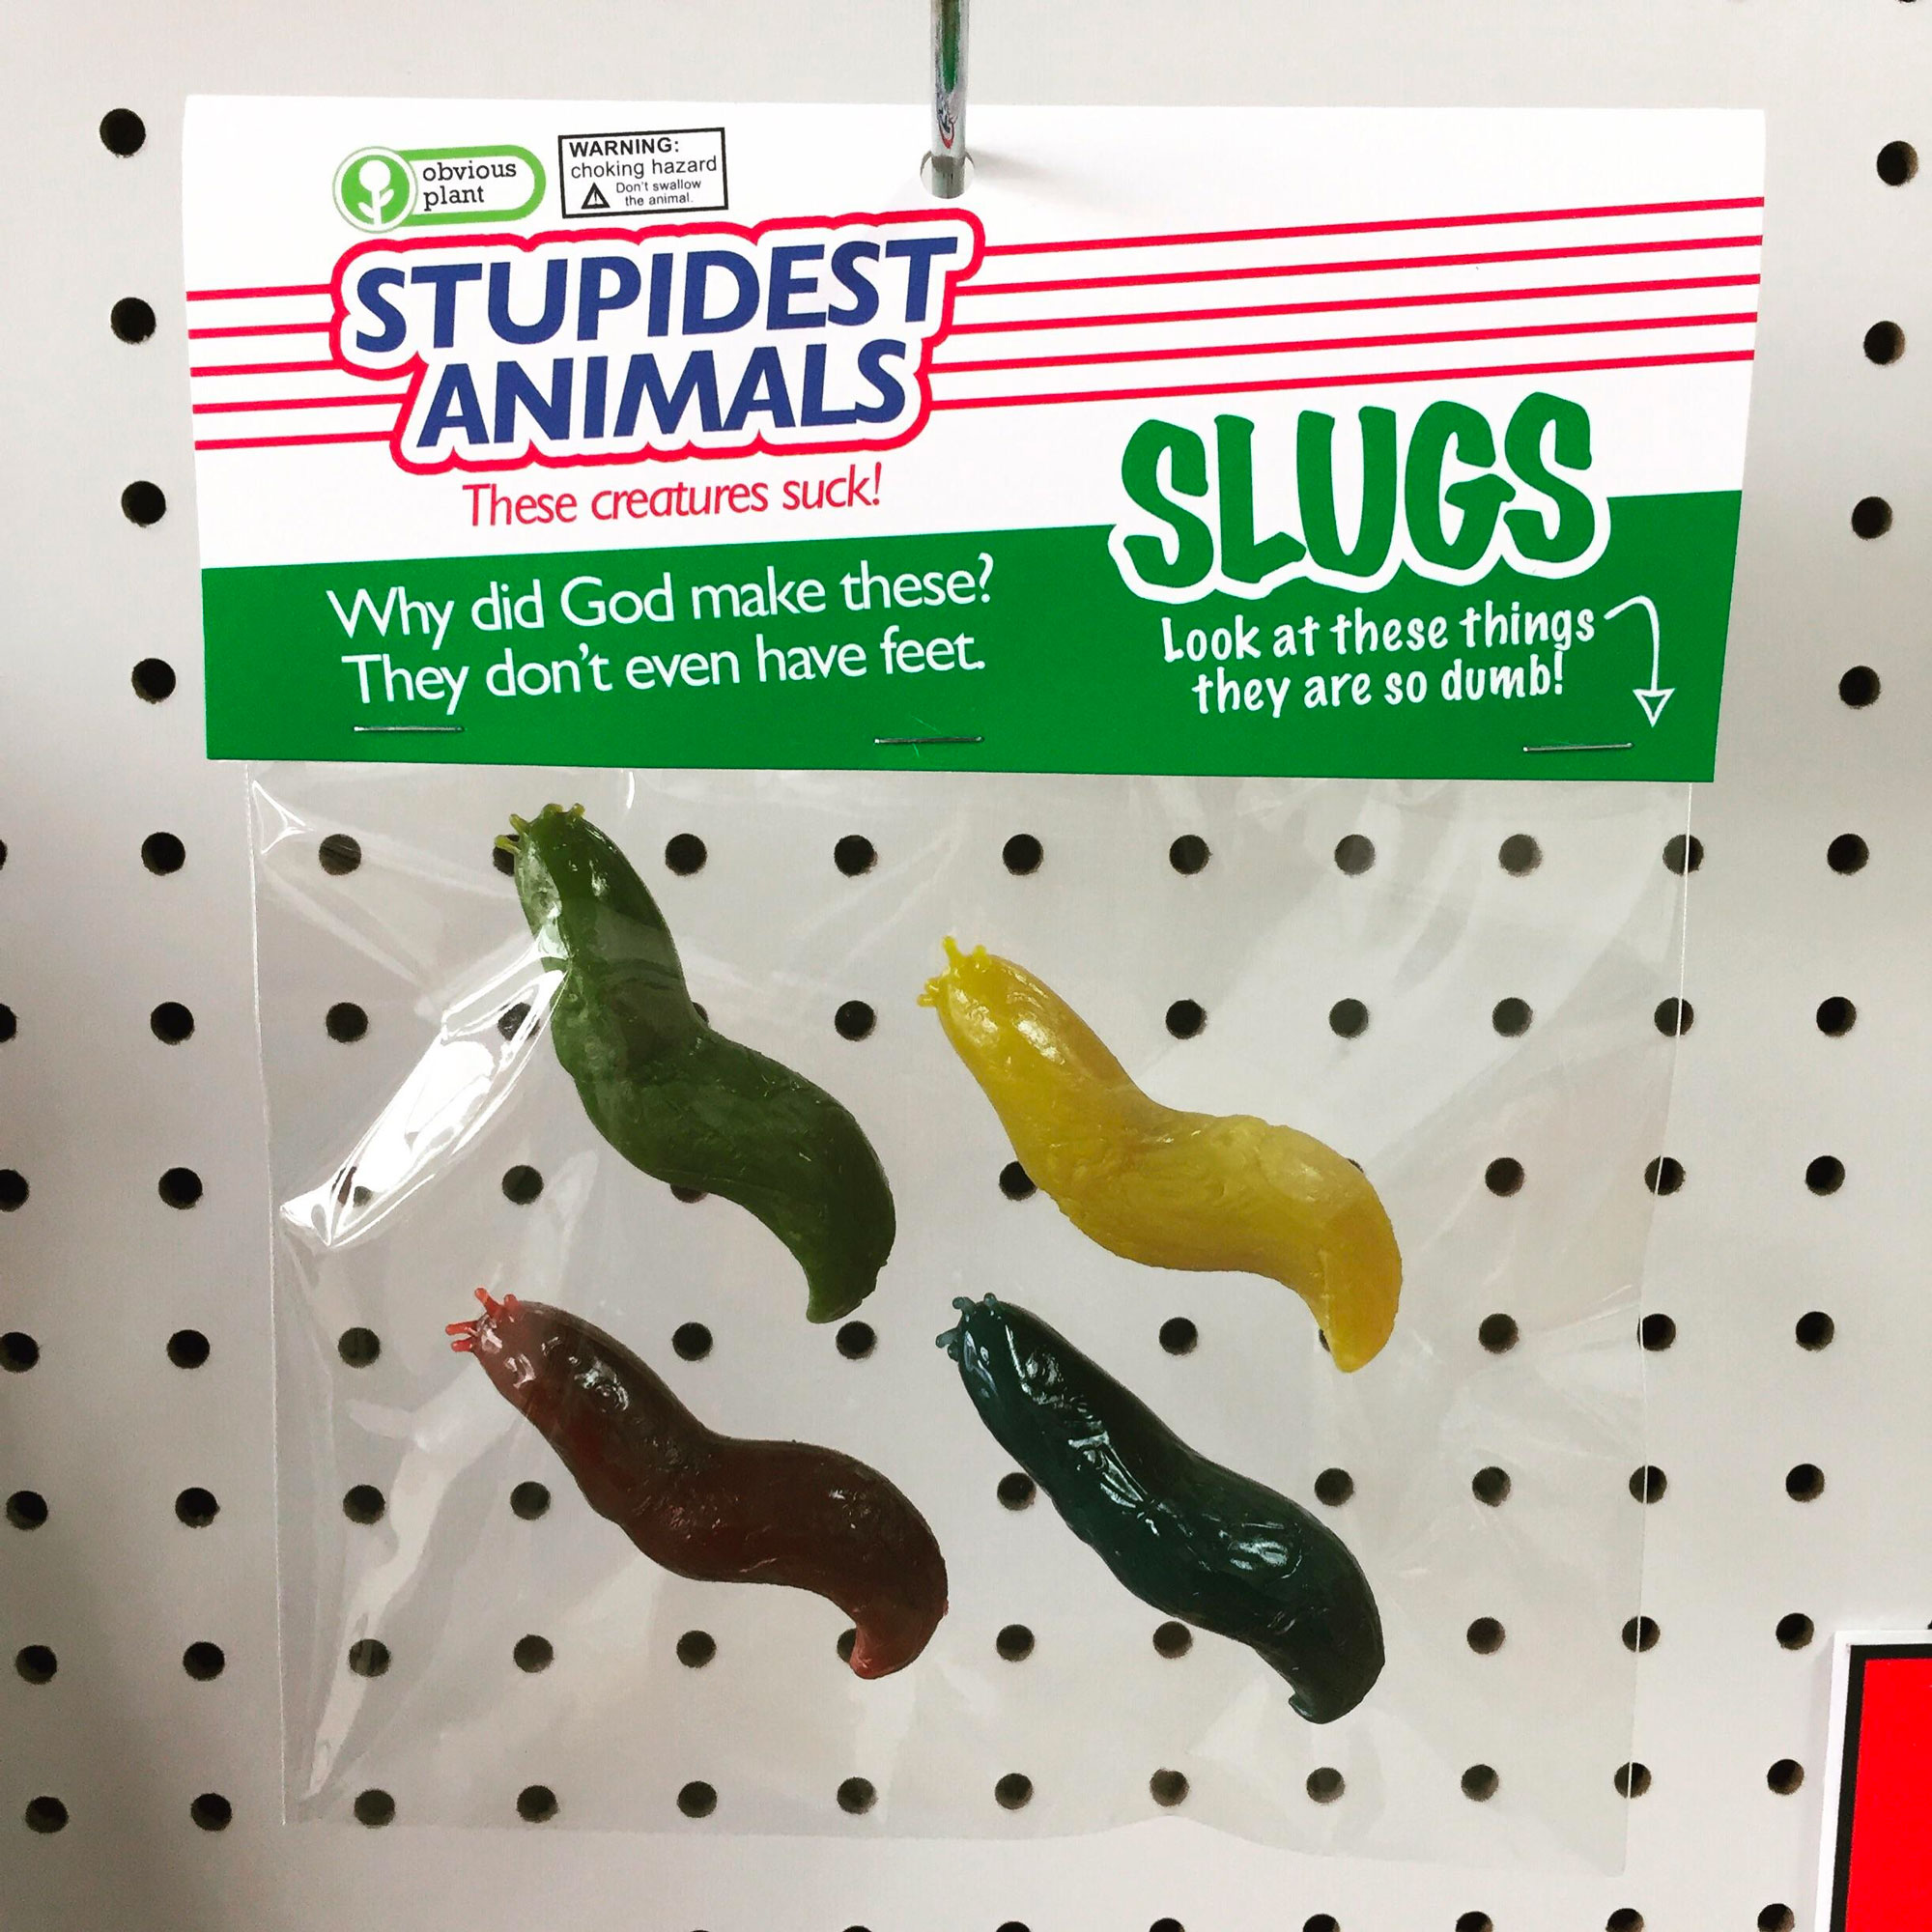 obvious
plant
WARNING:
choking hazard
Don't swallow
the animal.
STUPIDEST
ANIMALS
These creatures suck!
Why did God make these?
They don't even have feet.
SLUGS
Look at these things
they are so dumb!